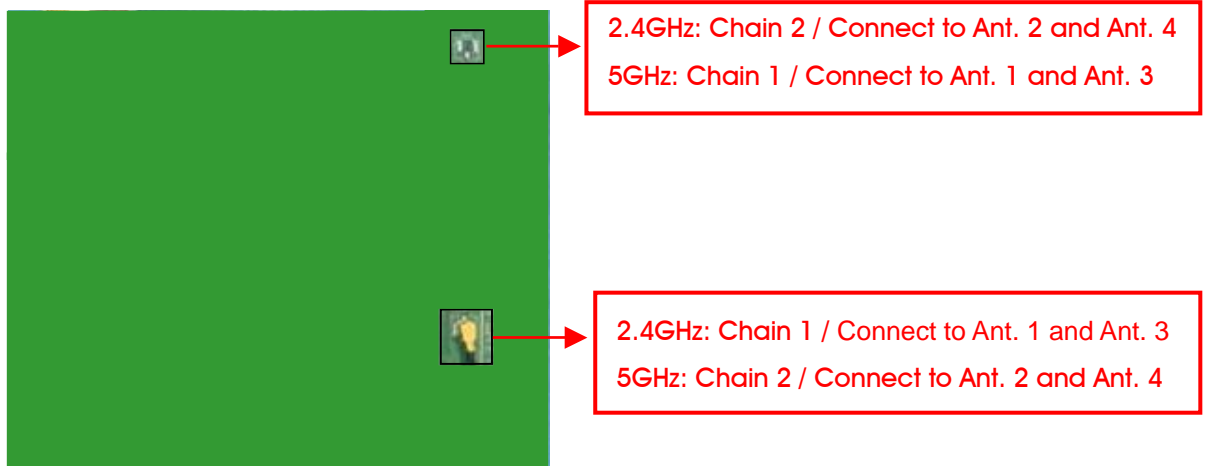 2.4GHz: Chain 2 / Connect to Ant. 2 and Ant. 4
5GHz: Chain 1 / Connect to Ant. 1 and Ant. 3
2.4GHz: Chain 1 / Connect to Ant. 1 and Ant. 3
5GHz: Chain 2 / Connect to Ant. 2 and Ant. 4